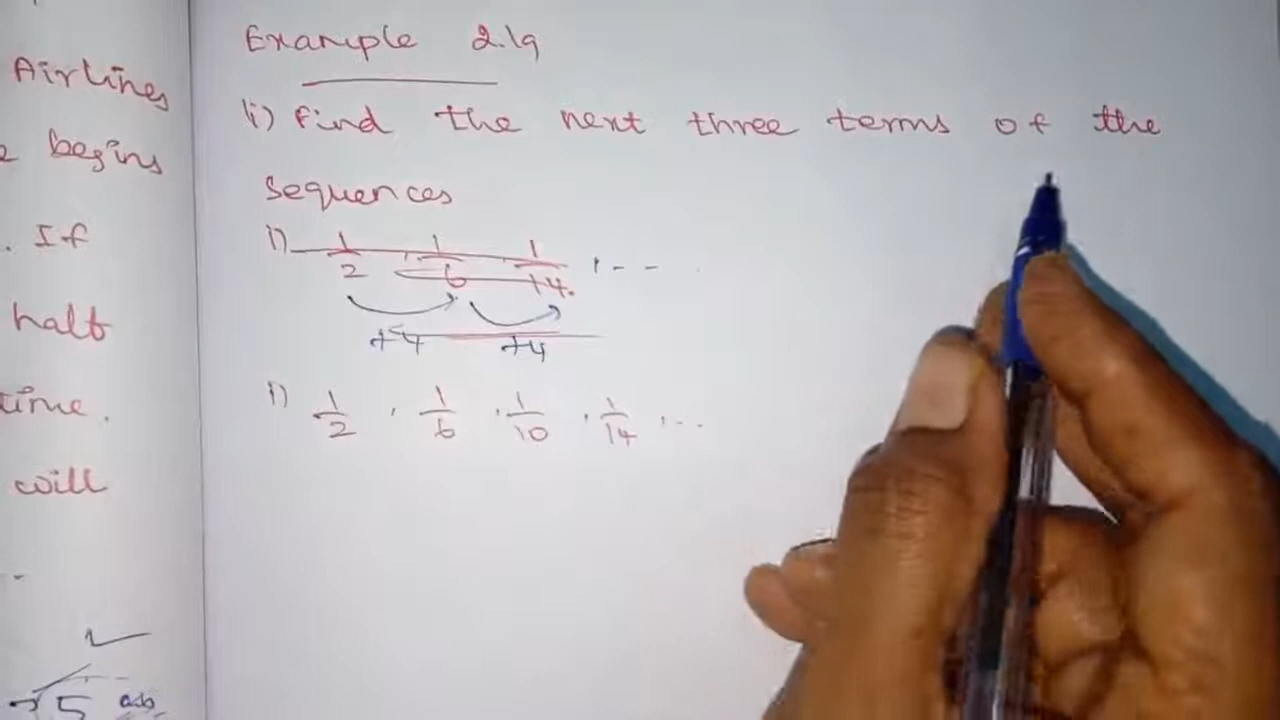 Airlines
begins
. If
half
time.
will
5
Example 2.19
(i) Find the next three terms of the
Sequences
i) 1/2 , 1/6 , 1/14. , . - -
+4 +4
i) 1/2 , 1/6 , 1/10 , 1/14 , ...